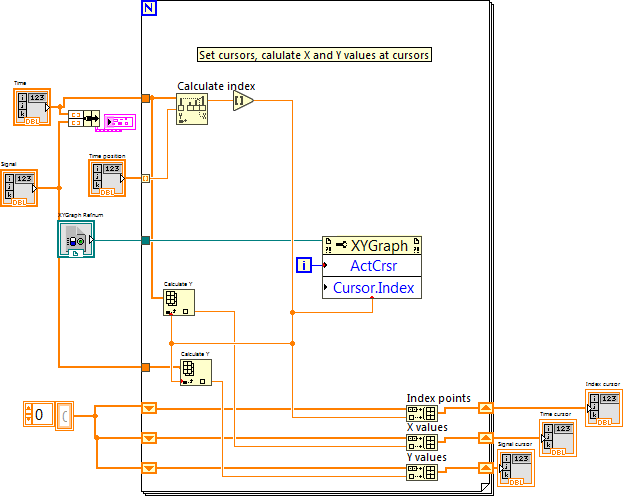 N
Set cursors, calulate X and Y values at cursors
Time
123
DBL
Calculate index
Time position
123
DBL
Signal
123
DBL
XYGraph Refnum
XYGraph
i
ActCrsr
Cursor.Index
Calculate Y
Calculate Y
0
Index points
X values
Y values
Index cursor
123
DBL
Time cursor
123
DBL
Signal cursor
123
DBL